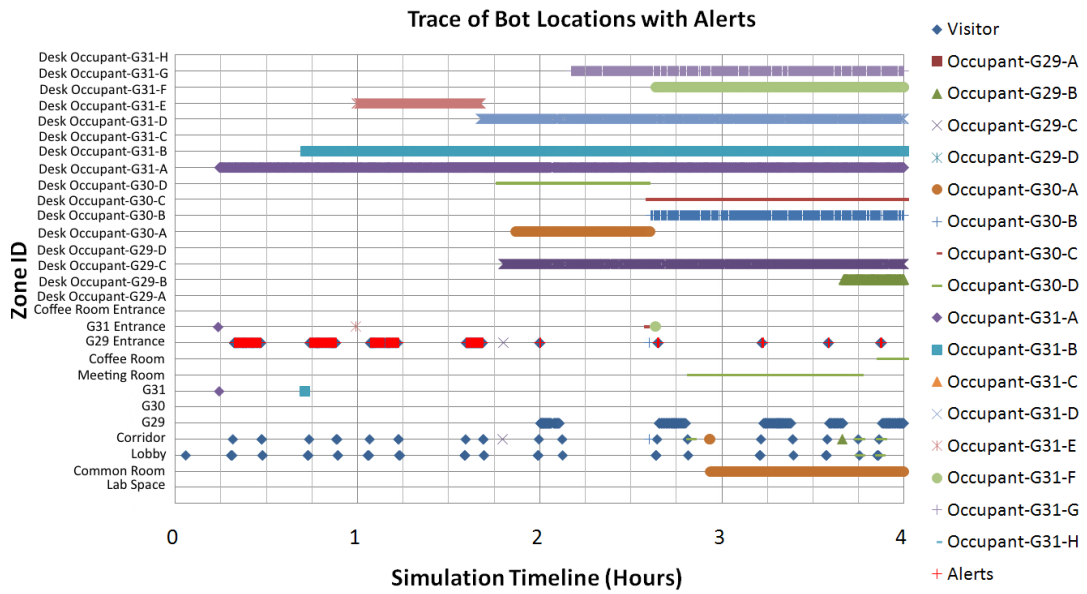 Trace of Bot Locations with Alerts
Zone ID
Desk Occupant-G31-H
Desk Occupant-G31-G
Desk Occupant-G31-F
Desk Occupant-G31-E
Desk Occupant-G31-D
Desk Occupant-G31-C
Desk Occupant-G31-B
Desk Occupant-G31-A
Desk Occupant-G30-D
Desk Occupant-G30-C
Desk Occupant-G30-B
Desk Occupant-G30-A
Desk Occupant-G29-D
Desk Occupant-G29-C
Desk Occupant-G29-B
Desk Occupant-G29-A
Coffee Room Entrance
G31 Entrance
G29 Entrance
Coffee Room
Meeting Room
G31
G30
G29
Corridor
Lobby
Common Room
Lab Space
0 1 2 3 4
Simulation Timeline (Hours)
Visitor
Occupant-G29-A
Occupant-G29-B
Occupant-G29-C
Occupant-G29-D
Occupant-G30-A
Occupant-G30-B
Occupant-G30-C
Occupant-G30-D
Occupant-G31-A
Occupant-G31-B
Occupant-G31-C
Occupant-G31-D
Occupant-G31-E
Occupant-G31-F
Occupant-G31-G
Occupant-G31-H
Alerts